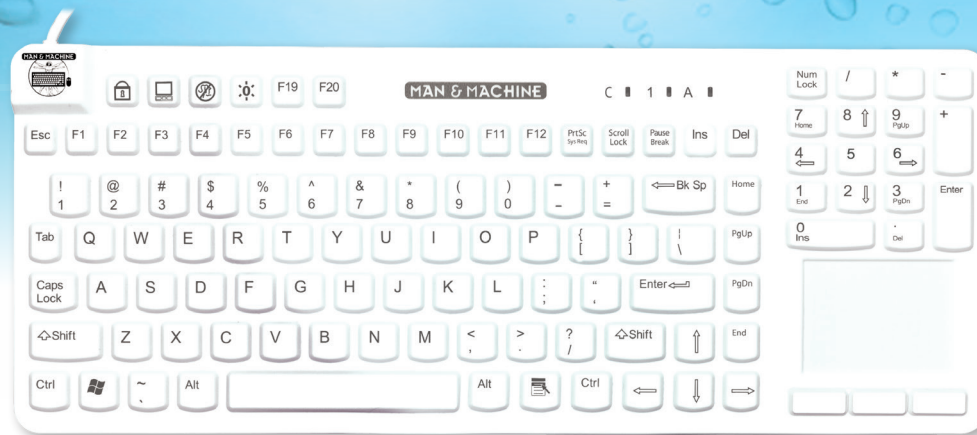 MAN & MACHINE
F19 F20 MAN & MACHINE C 1 A
Num Lock / * -
Esc F1 F2 F3 F4 F5 F6 F7 F8 F9 F10 F11 F12 PrtSc Sys Req Scroll Lock Pause Break Ins Del
7 Home 8 9 PgUp +
4 5 6
! 1 @ 2 # 3 $ 4 % 5 ^ 6 & 7 * 8 ( 9 ) 0 – - + = Bk Sp Home
1 End 2 3 PgDn Enter
Tab Q W E R T Y U I O P { [ } ] ¦ \ PgUp
0 Ins . Del
Caps Lock A S D F G H J K L : ; “ ‘ Enter PgDn
Shift Z X C V B N M < , > . ? / Shift End
Ctrl ~ ` Alt Alt Ctrl